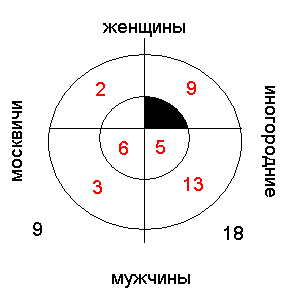 женщины
2 9
москвичи
иногородние
6 5
3 13
9 18
мужчины